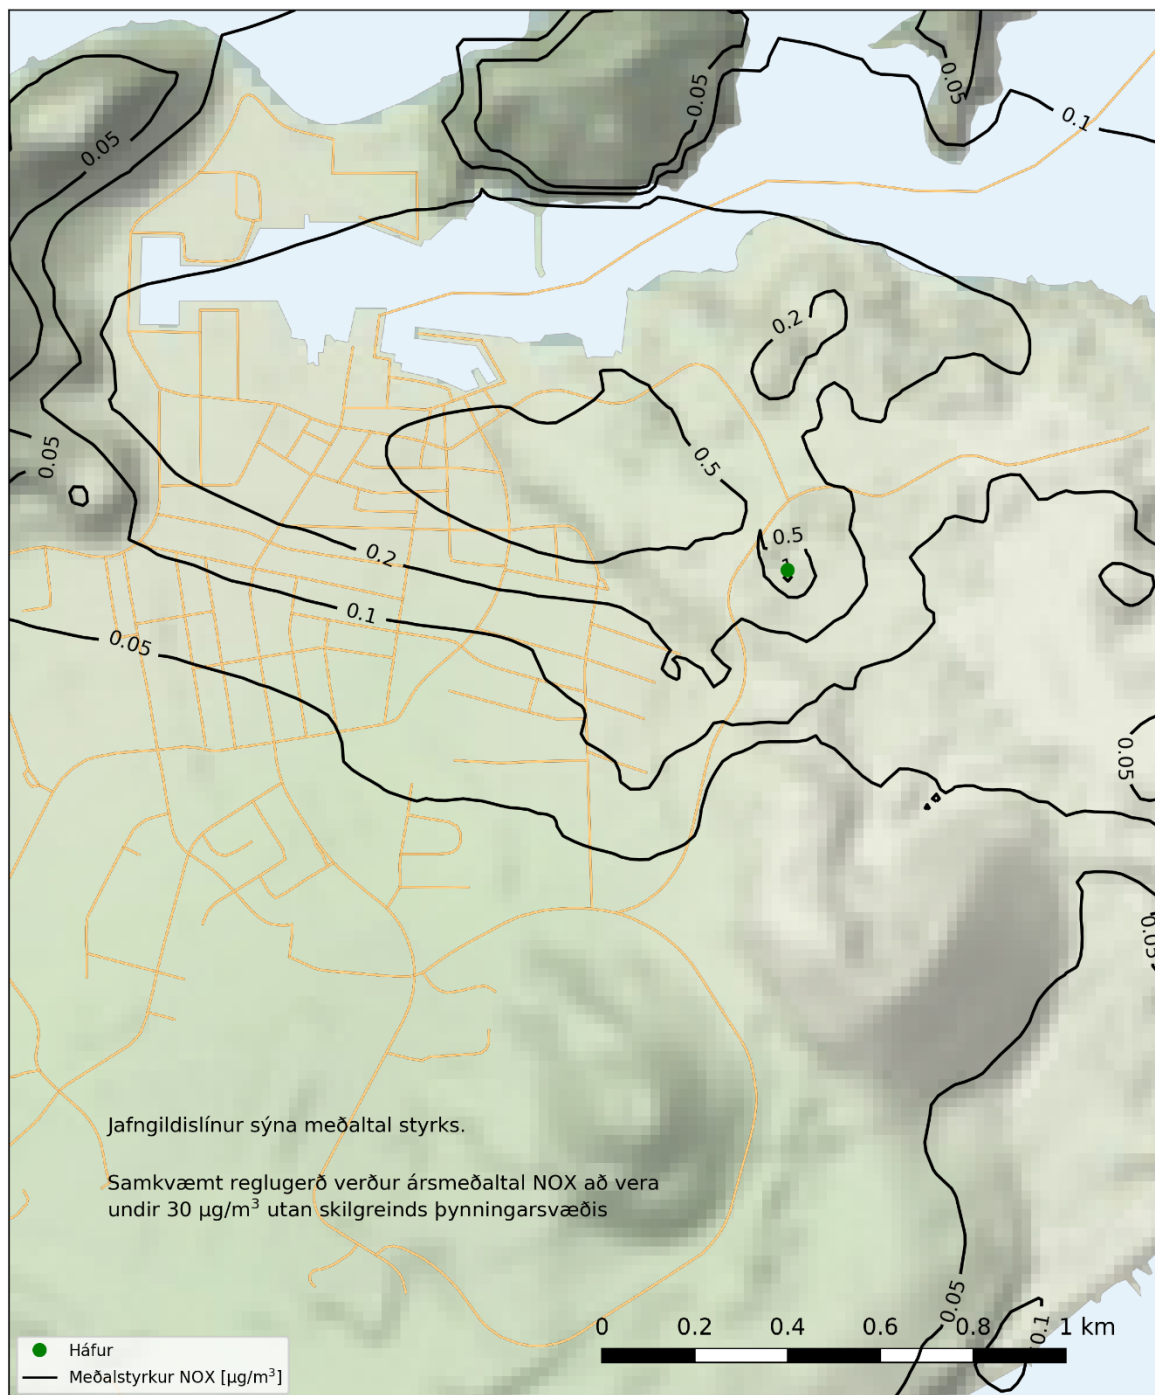 0.05
0.05
0.05
0.1
0.2
0.5
0.05
0.5
1
0.2
0.1
0.05
0.05
0.05
Jafngildislínur sýna meðaltal styrks.
Samkvæmt reglugerð verður ársmeðaltal NOX að vera
undir 30 μg/m³ utan skilgreinds þynningarsvæðis
0.05
0.1
0 0.2 0.4 0.6 0.8 1 km
Háfur
Meðalstyrkur NOX [μg/m³]